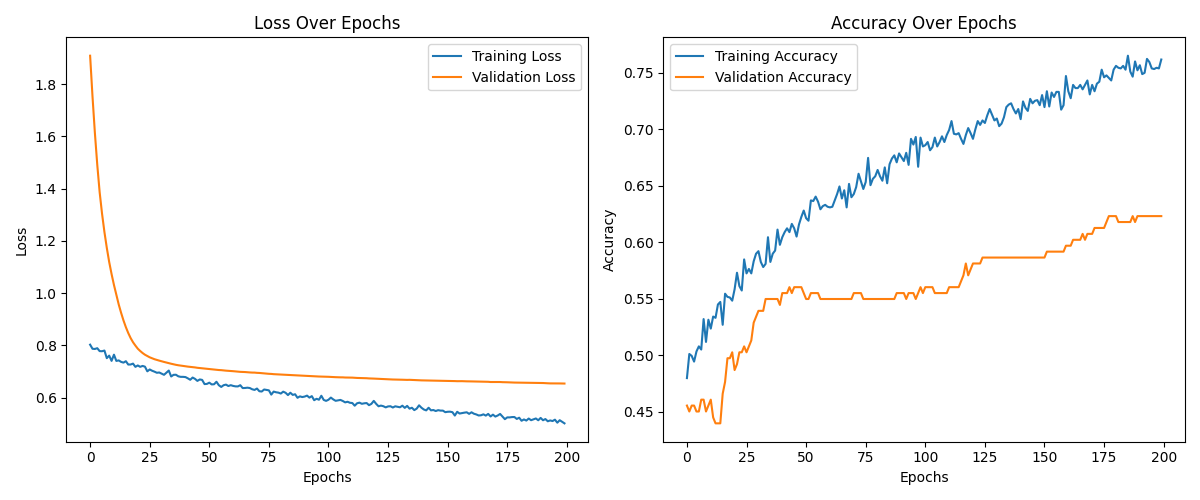 Loss Over Epochs
Training Loss
Validation Loss
1.8
1.6
1.4
1.2
1.0
0.8
0.6
Loss
0 25 50 75 100 125 150 175 200
Epochs
Accuracy Over Epochs
Training Accuracy
Validation Accuracy
0.75
0.70
0.65
0.60
0.55
0.50
0.45
Accuracy
0 25 50 75 100 125 150 175 200
Epochs